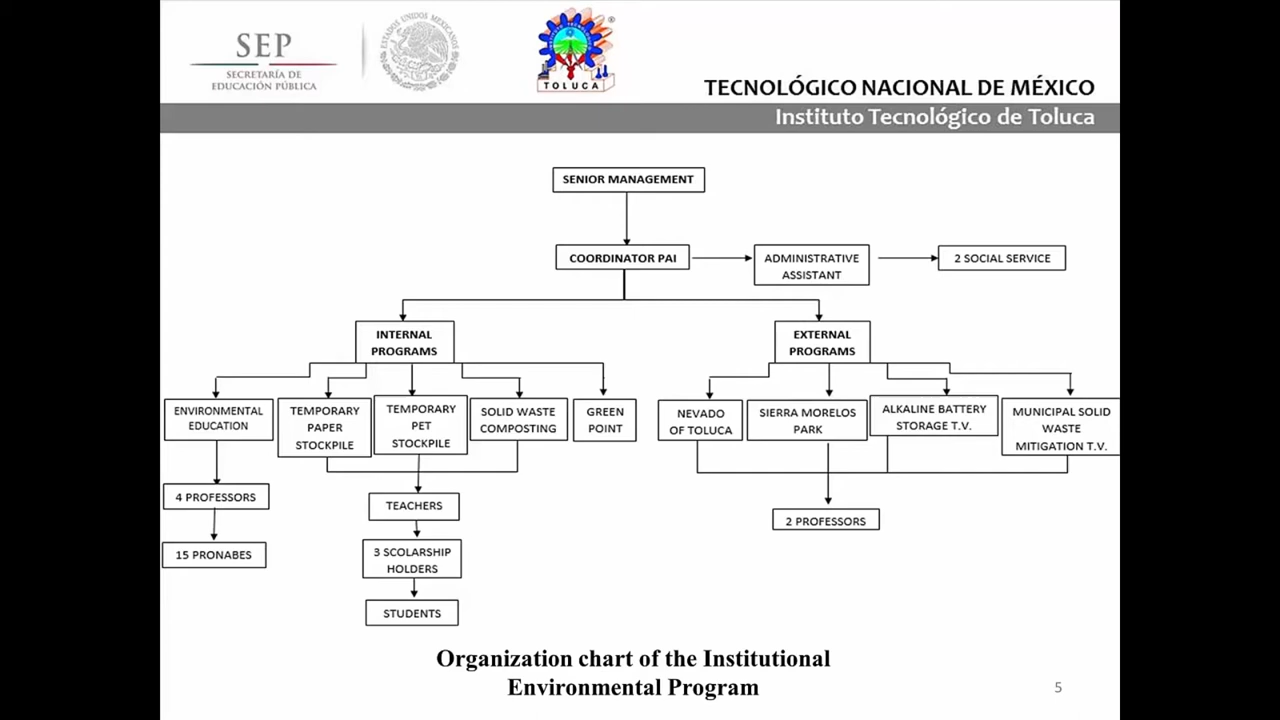 SEP
SECRETARÍA DE
EDUCACIÓN PÚBLICA
ESTADOS UNIDOS MEXICANOS
®
TOLUCA
TECNOLÓGICO NACIONAL DE MÉXICO
Instituto Tecnológico de Toluca
SENIOR MANAGEMENT
COORDINATOR PAI
ADMINISTRATIVE
ASSISTANT
2 SOCIAL SERVICE
INTERNAL
PROGRAMS
EXTERNAL
PROGRAMS
ENVIRONMENTAL
EDUCATION
TEMPORARY
PAPER
STOCKPILE
TEMPORARY
PET
STOCKPILE
SOLID WASTE
COMPOSTING
GREEN
POINT
NEVADO
OF TOLUCA
SIERRA MORELOS
PARK
ALKALINE BATTERY
STORAGE T.V.
MUNICIPAL SOLID
WASTE
MITIGATION T.V.
4 PROFESSORS
15 PRONABES
TEACHERS
3 SCOLARSHIP
HOLDERS
STUDENTS
2 PROFESSORS
Organization chart of the Institutional
Environmental Program
5